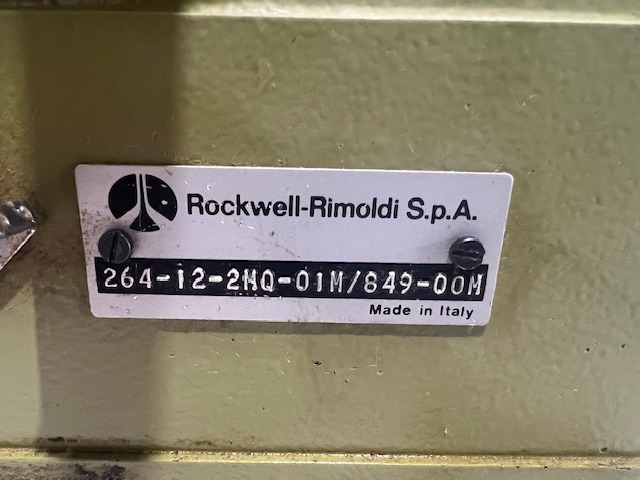 Rockwell-Rimoldi S.p.A.
264-12-2MQ-01M/849-00M
Made in Italy